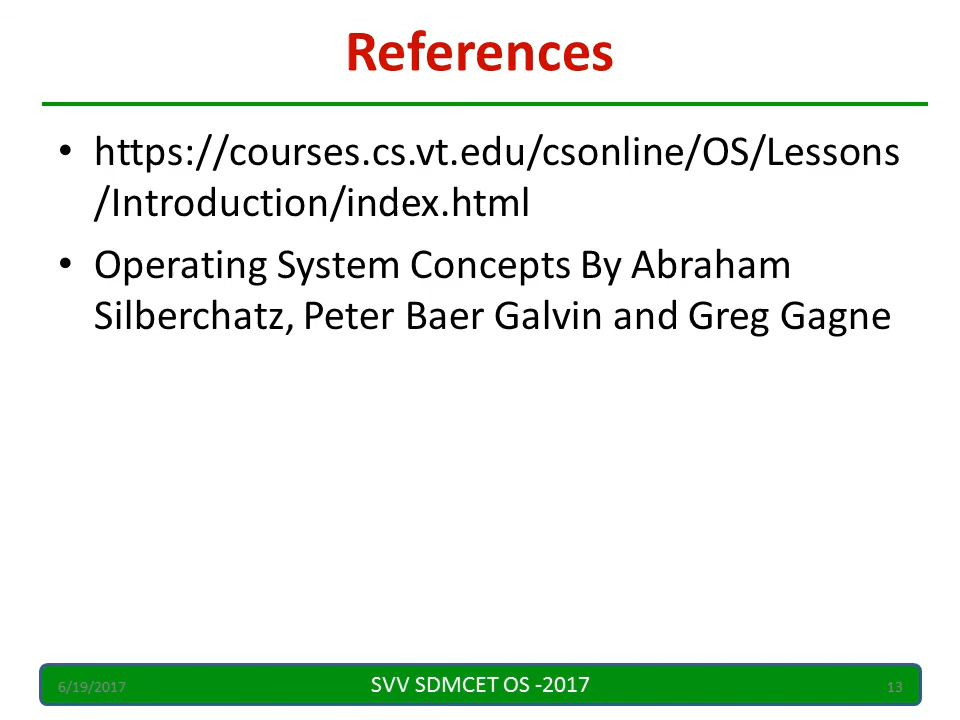 References
• https://courses.cs.vt.edu/csonline/OS/Lessons
/Introduction/index.html
• Operating System Concepts By Abraham
Silberchatz, Peter Baer Galvin and Greg Gagne
6/19/2017
SVV SDMCET OS -2017
13